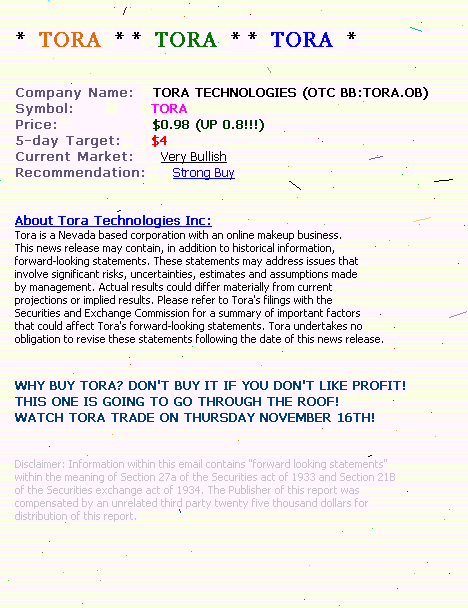 * TORA * * TORA * * TORA *
Company Name: TORA TECHNOLOGIES (OTC BB:TORA.OB)
Symbol: TORA
Price: $0.98 (UP 0.8!!!)
5-day Target: $4
Current Market: Very Bullish
Recommendation: Strong Buy
About Tora Technologies Inc:
Tora is a Nevada based corporation with an online makeup business.
This news release may contain, in addition to historical information,
forward-looking statements. These statements may address issues that
involve significant risks, uncertainties, estimates and assumptions made
by management. Actual results could differ materially from current
projections or implied results. Please refer to Tora's filings with the
Securities and Exchange Commission for a summary of important factors
that could affect Tora's forward-looking statements. Tora undertakes no
obligation to revise these statements following the date of this news release.
WHY BUY TORA? DON'T BUY IT IF YOU DON'T LIKE PROFIT!
THIS ONE IS GOING TO GO THROUGH THE ROOF!
WATCH TORA TRADE ON THURSDAY NOVEMBER 16TH!
Disclaimer: Information within this email contains "forward looking statements"
within the meaning of Section 27a of the Securities act of 1933 and Section 21B
of the Securities exchange act of 1934. The Publisher of this report was
compensated by an unrelated third party twenty five thousand dollars for
distribution of this report.